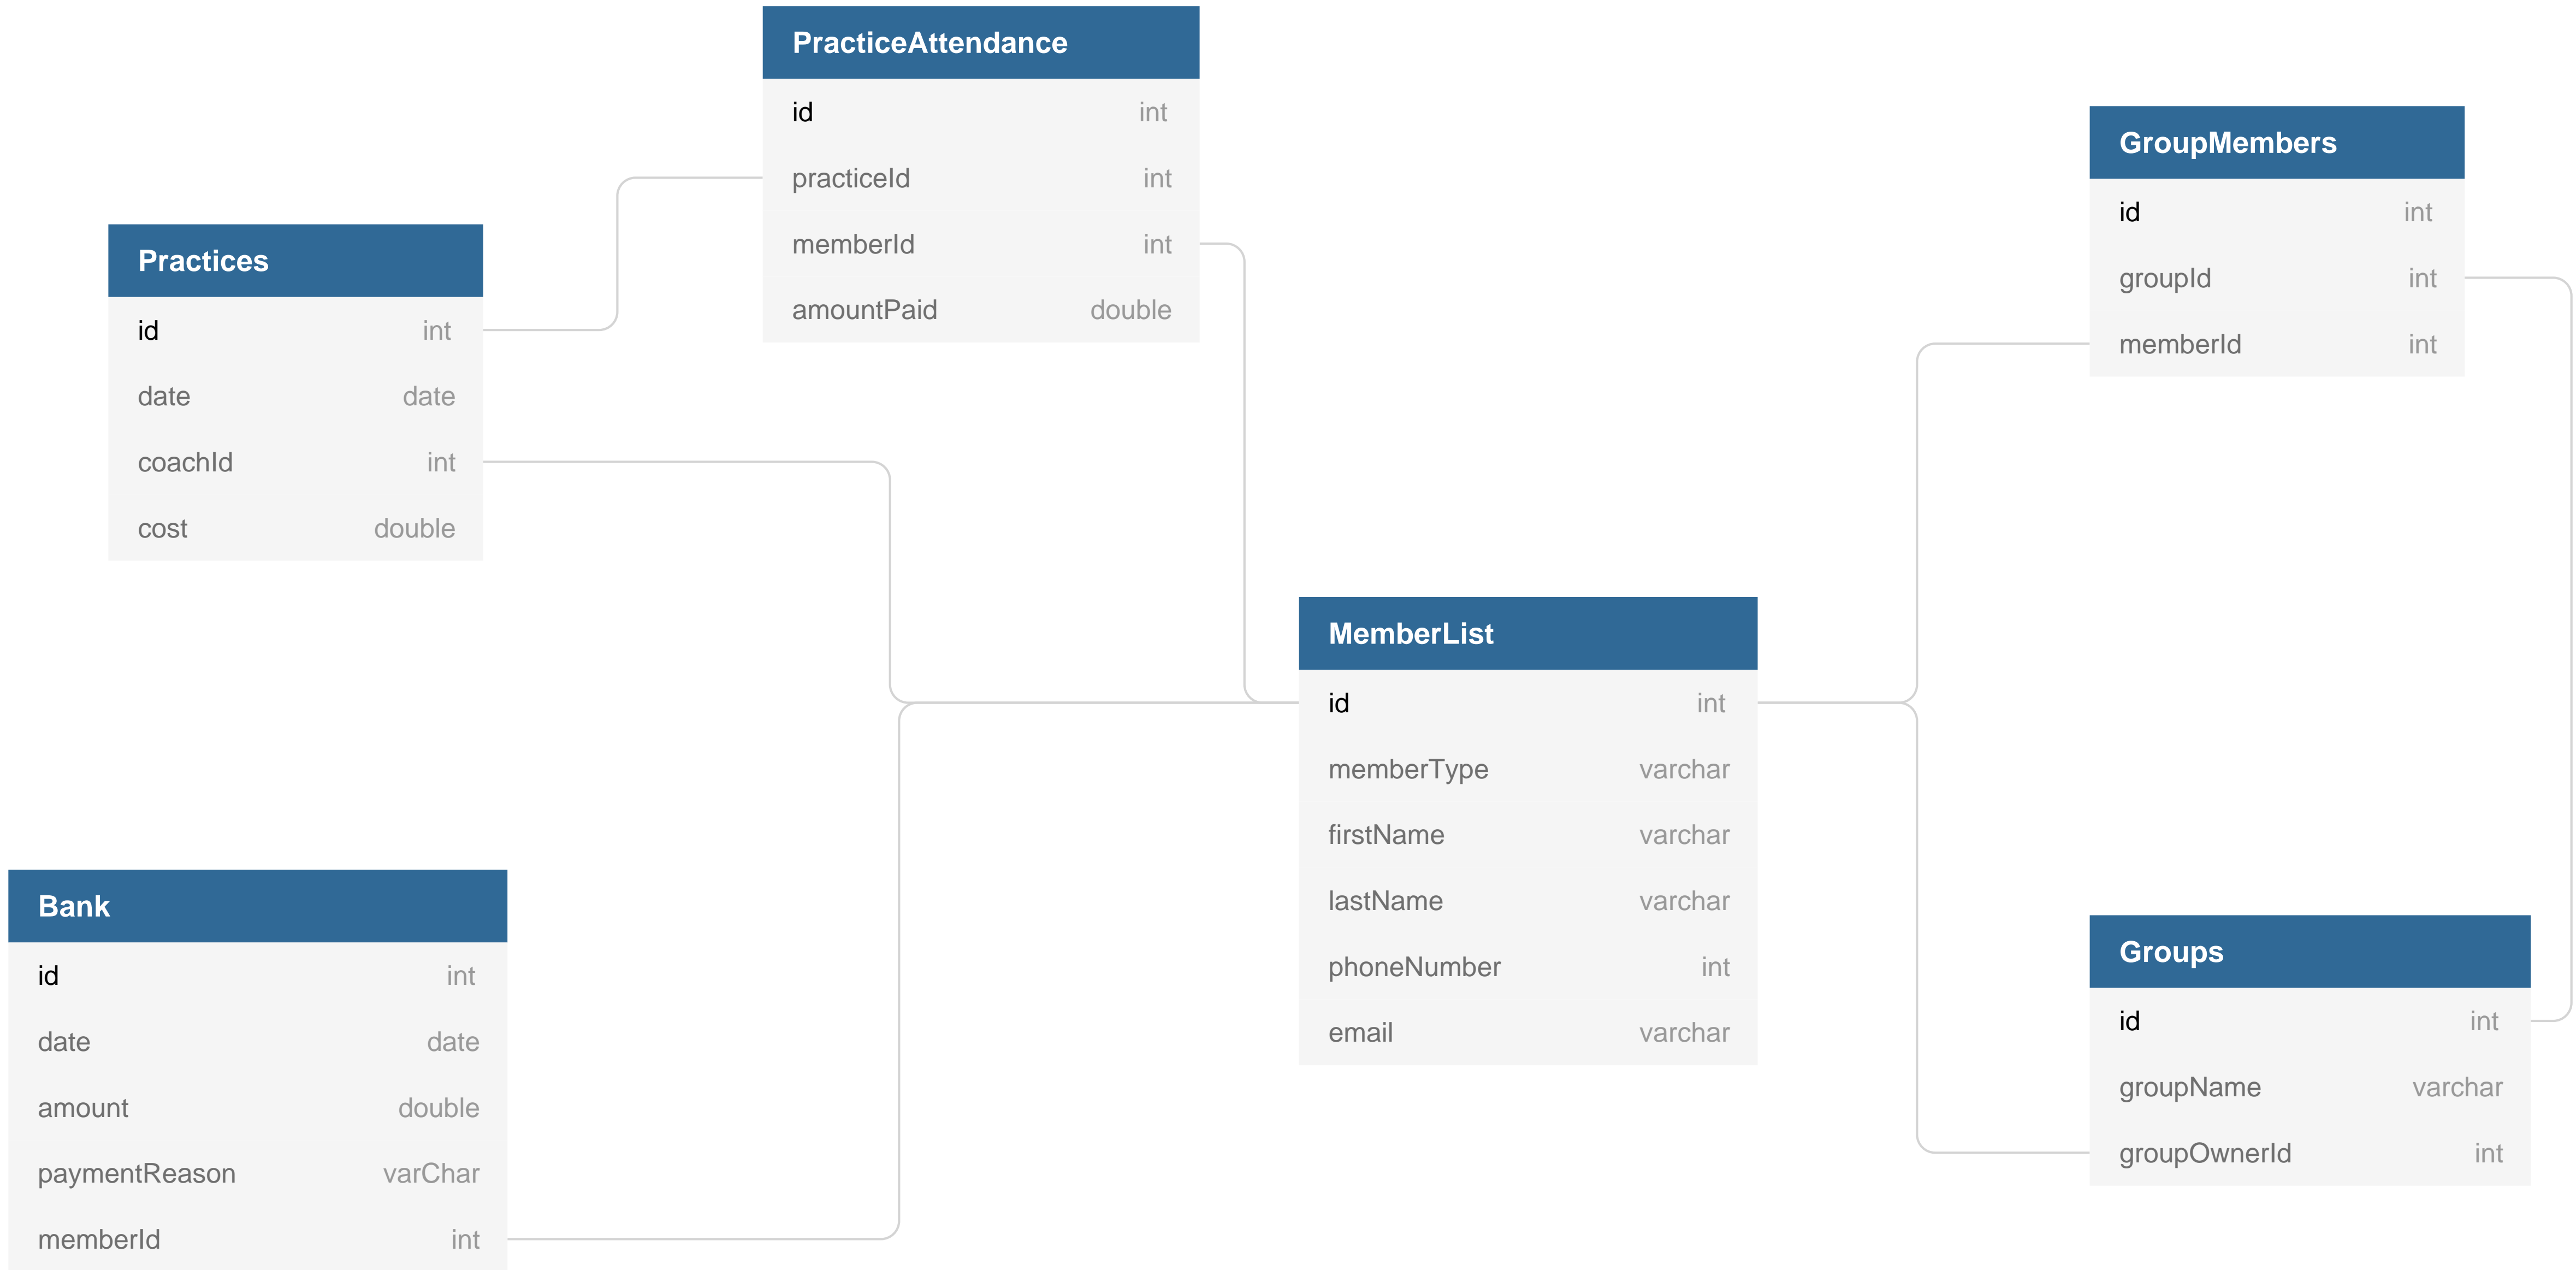 PracticeAttendance
id int
practiceId int
memberId int
amountPaid double
GroupMembers
id int
groupId int
memberId int
Practices
id int
date date
coachId int
cost double
MemberList
id int
memberType varchar
firstName varchar
lastName varchar
phoneNumber int
email varchar
Bank
id int
date date
amount double
paymentReason varChar
memberId int
Groups
id int
groupName varchar
groupOwnerId int